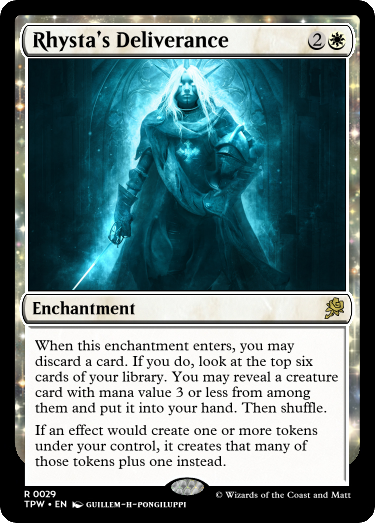 Rhysta's Deliverance 2
Enchantment
When this enchantment enters, you may
discard a card. If you do, look at the top six
cards of your library. You may reveal a creature
card with mana value 3 or less from among
them and put it into your hand. Then shuffle.
If an effect would create one or more tokens
under your control, it creates that many of
those tokens plus one instead.
R 0029
TPW • EN GUILLEM-H-PONGILUPPI
© Wizards of the Coast and Matt